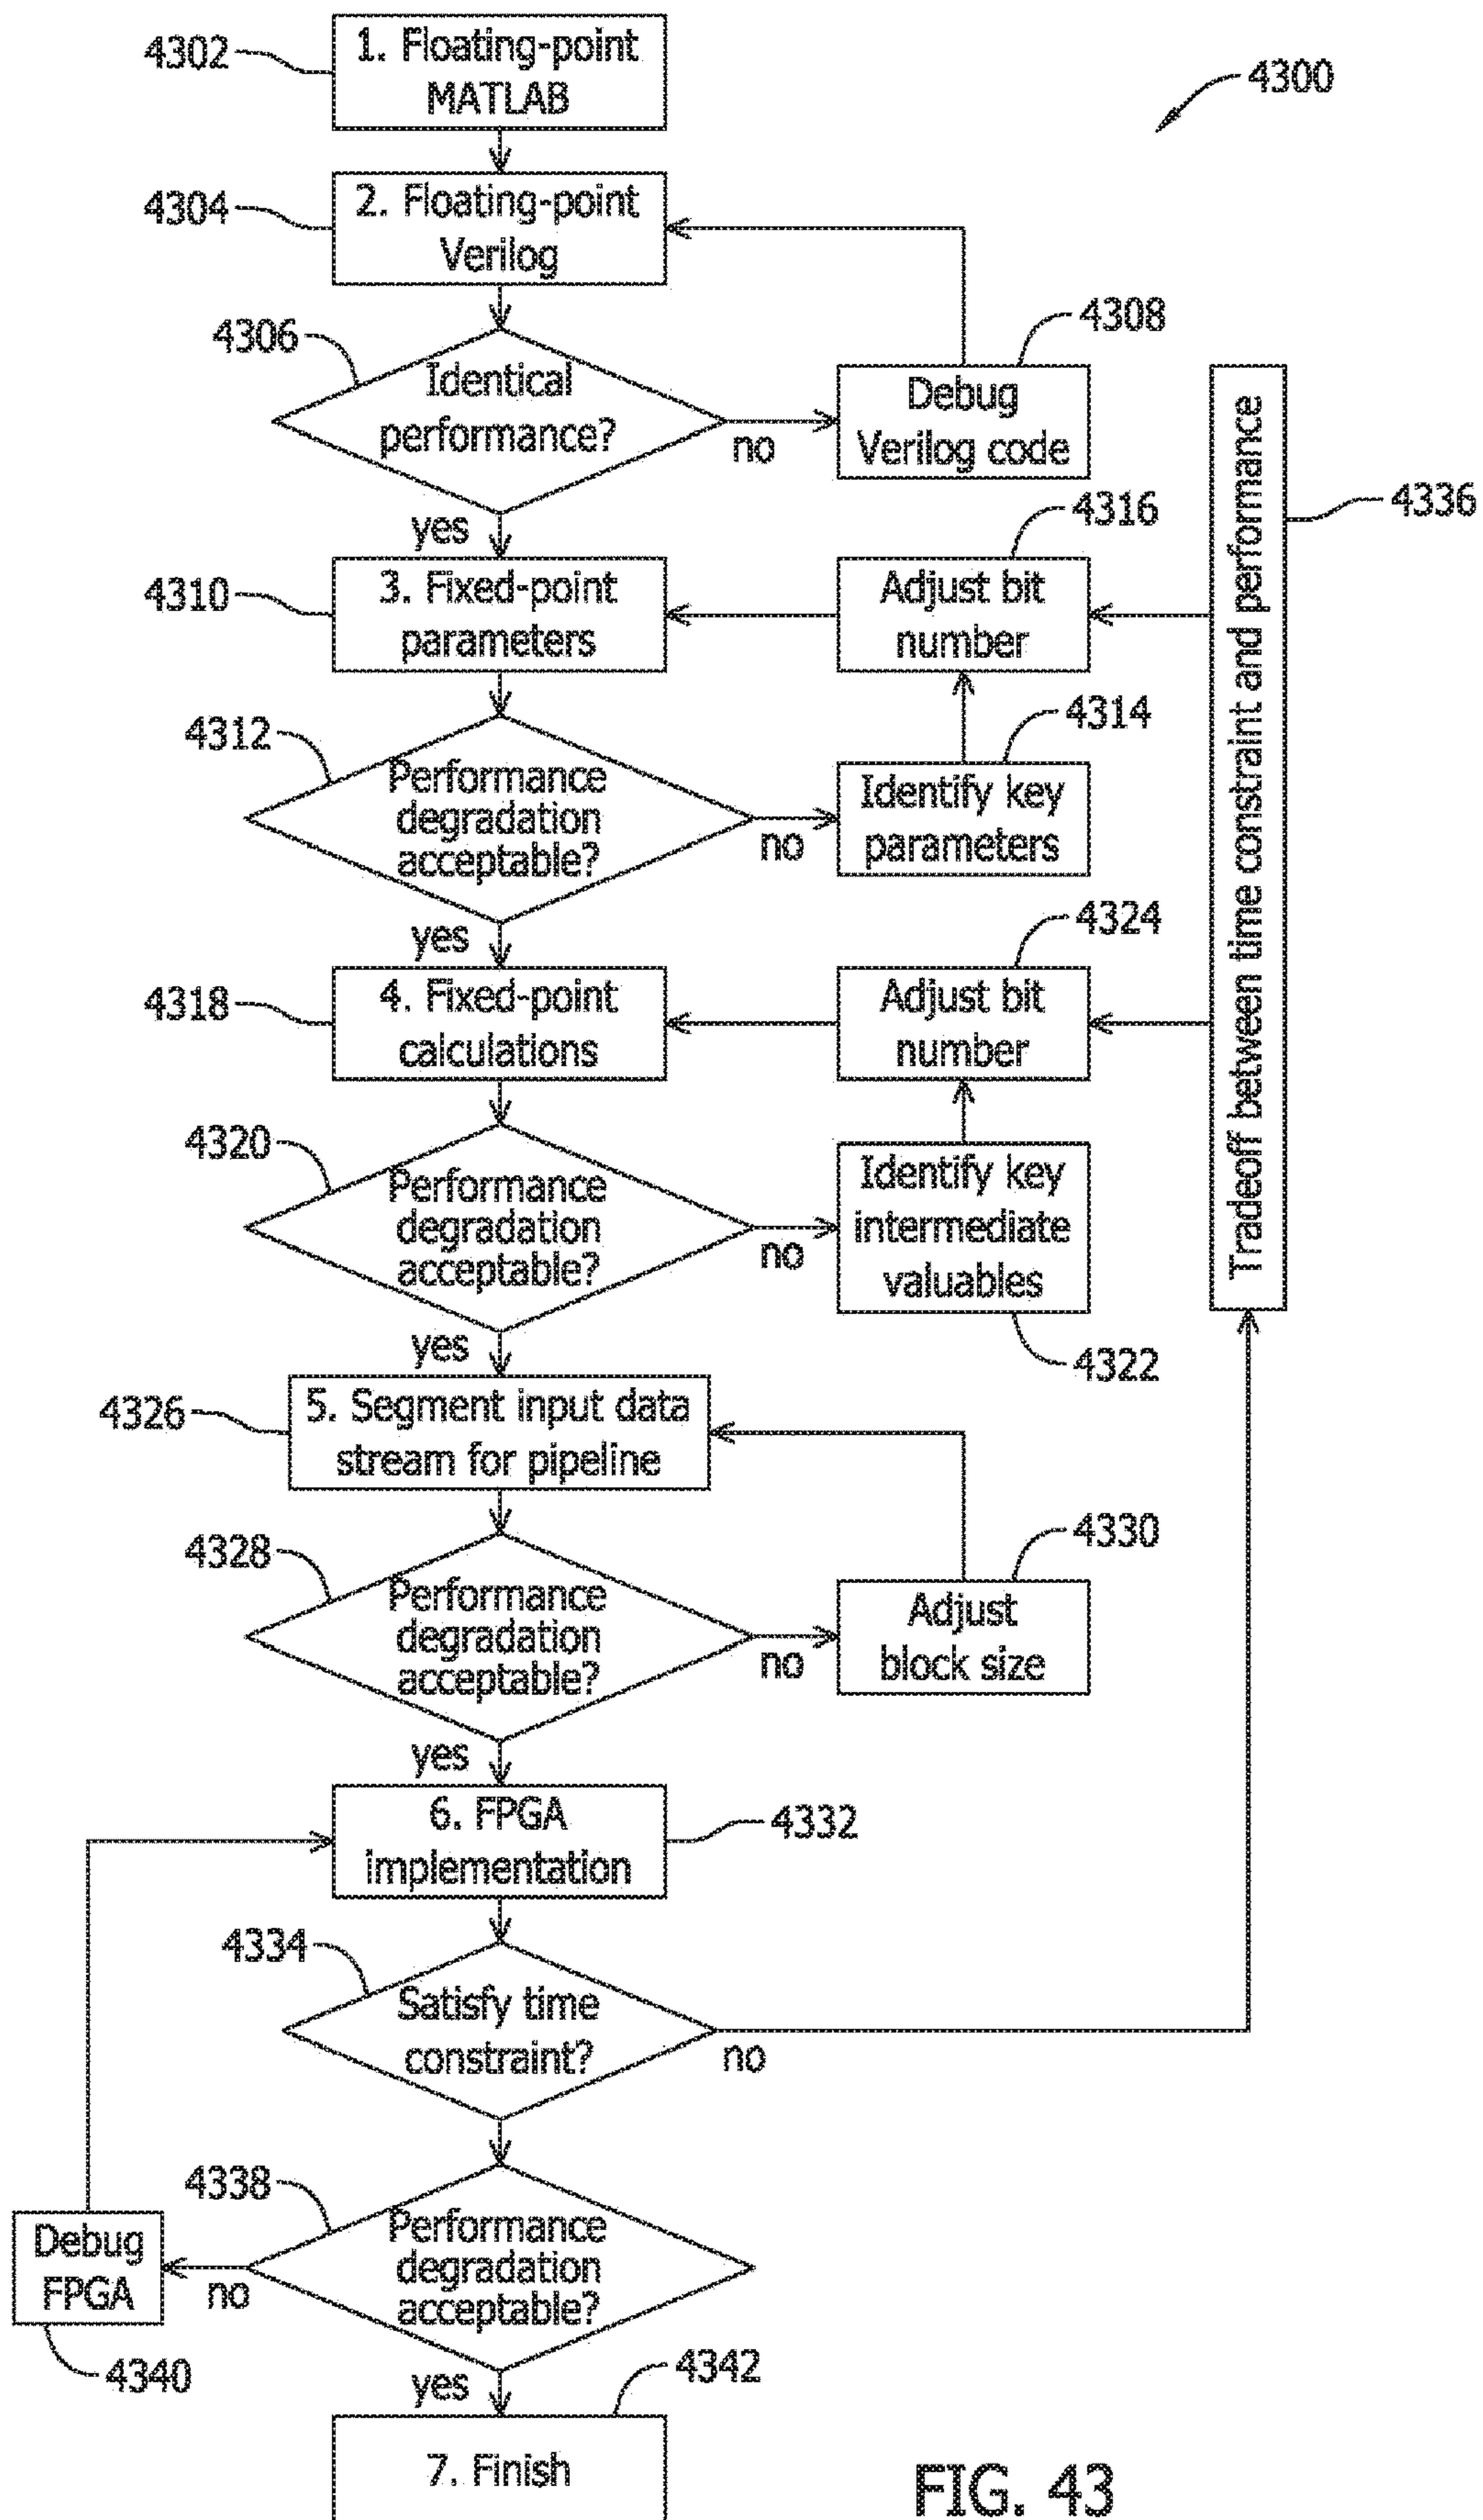 4302
1. Floating-point
MATLAB
4300
4304
2. Floating-point
Verilog
4306
Identical
performance?
no
4308
Debug
Verilog code
yes
4310
3. Fixed-point
parameters
4316
Adjust bit
number
4336
Tradeoff between time constraint and performance
4312
Performance
degradation
acceptable?
no
4314
Identify key
parameters
yes
4318
4. Fixed-point
calculations
4324
Adjust bit
number
4320
Performance
degradation
acceptable?
no
Identify key
intermediate
valuables
4322
yes
4326
5. Segment input data
stream for pipeline
4328
Performance
degradation
acceptable?
no
4330
Adjust
block size
yes
6. FPGA
implementation
4332
4334
Satisfy time
constraint?
no
4338
Performance
degradation
acceptable?
no
Debug
FPGA
4340
yes
4342
7. Finish
FIG. 43